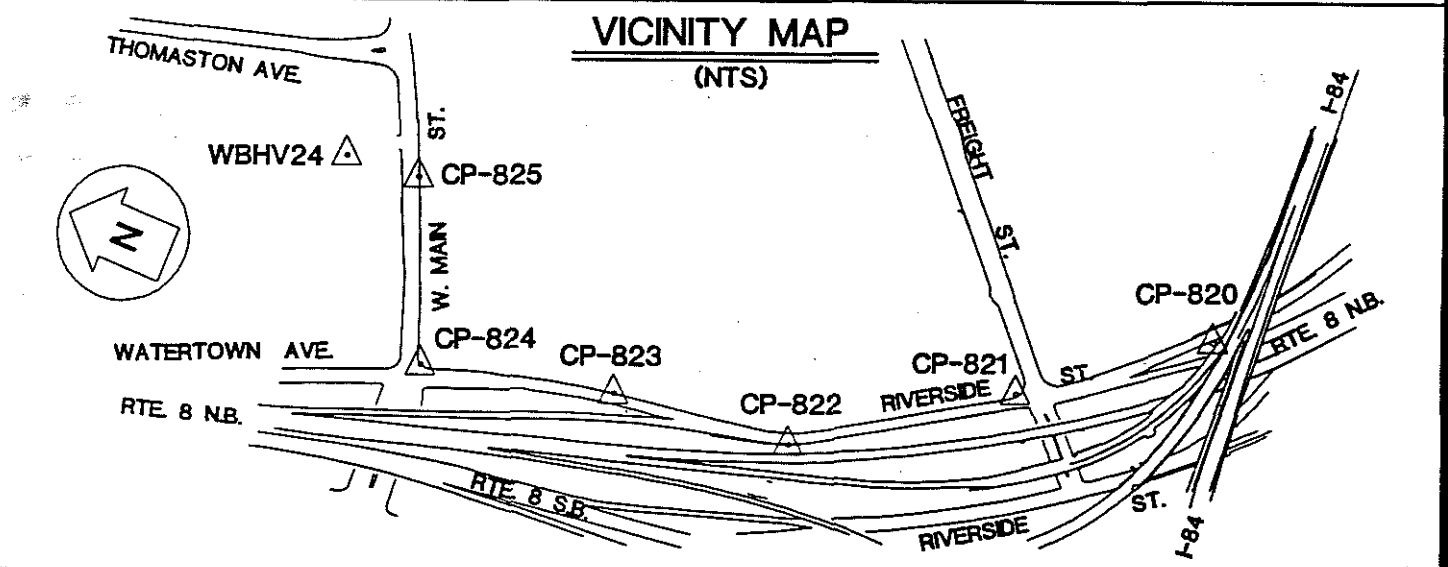 VICINITY MAP
(NTS)
THOMASTON AVE.
ST.
W. MAIN
WBHV24
CP-825
N
FREIGHT
ST.
I-84
CP-820
WATERTOWN AVE.
CP-824
CP-823
CP-821
ST.
RTE. 8 N.B.
RTE. 8 N.B.
CP-822
RIVERSIDE
RTE. 8 S.B.
RIVERSIDE
ST.
I-84